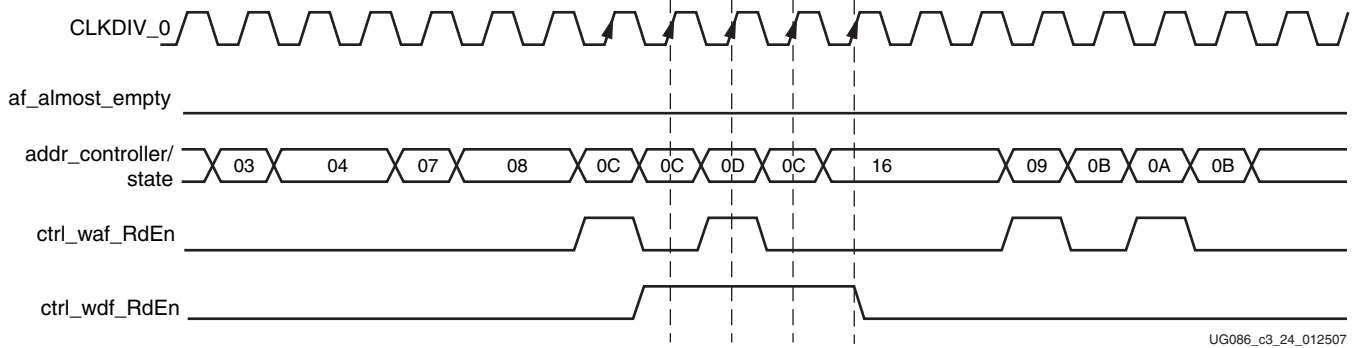 CLKDIV_0
af_almost_empty
addr_controller/
state
03 04 07 08 0C 0C 0D 0C 16 09 0B 0A 0B
ctrl_waf_RdEn
ctrl_wdf_RdEn
UG086_c3_24_012507